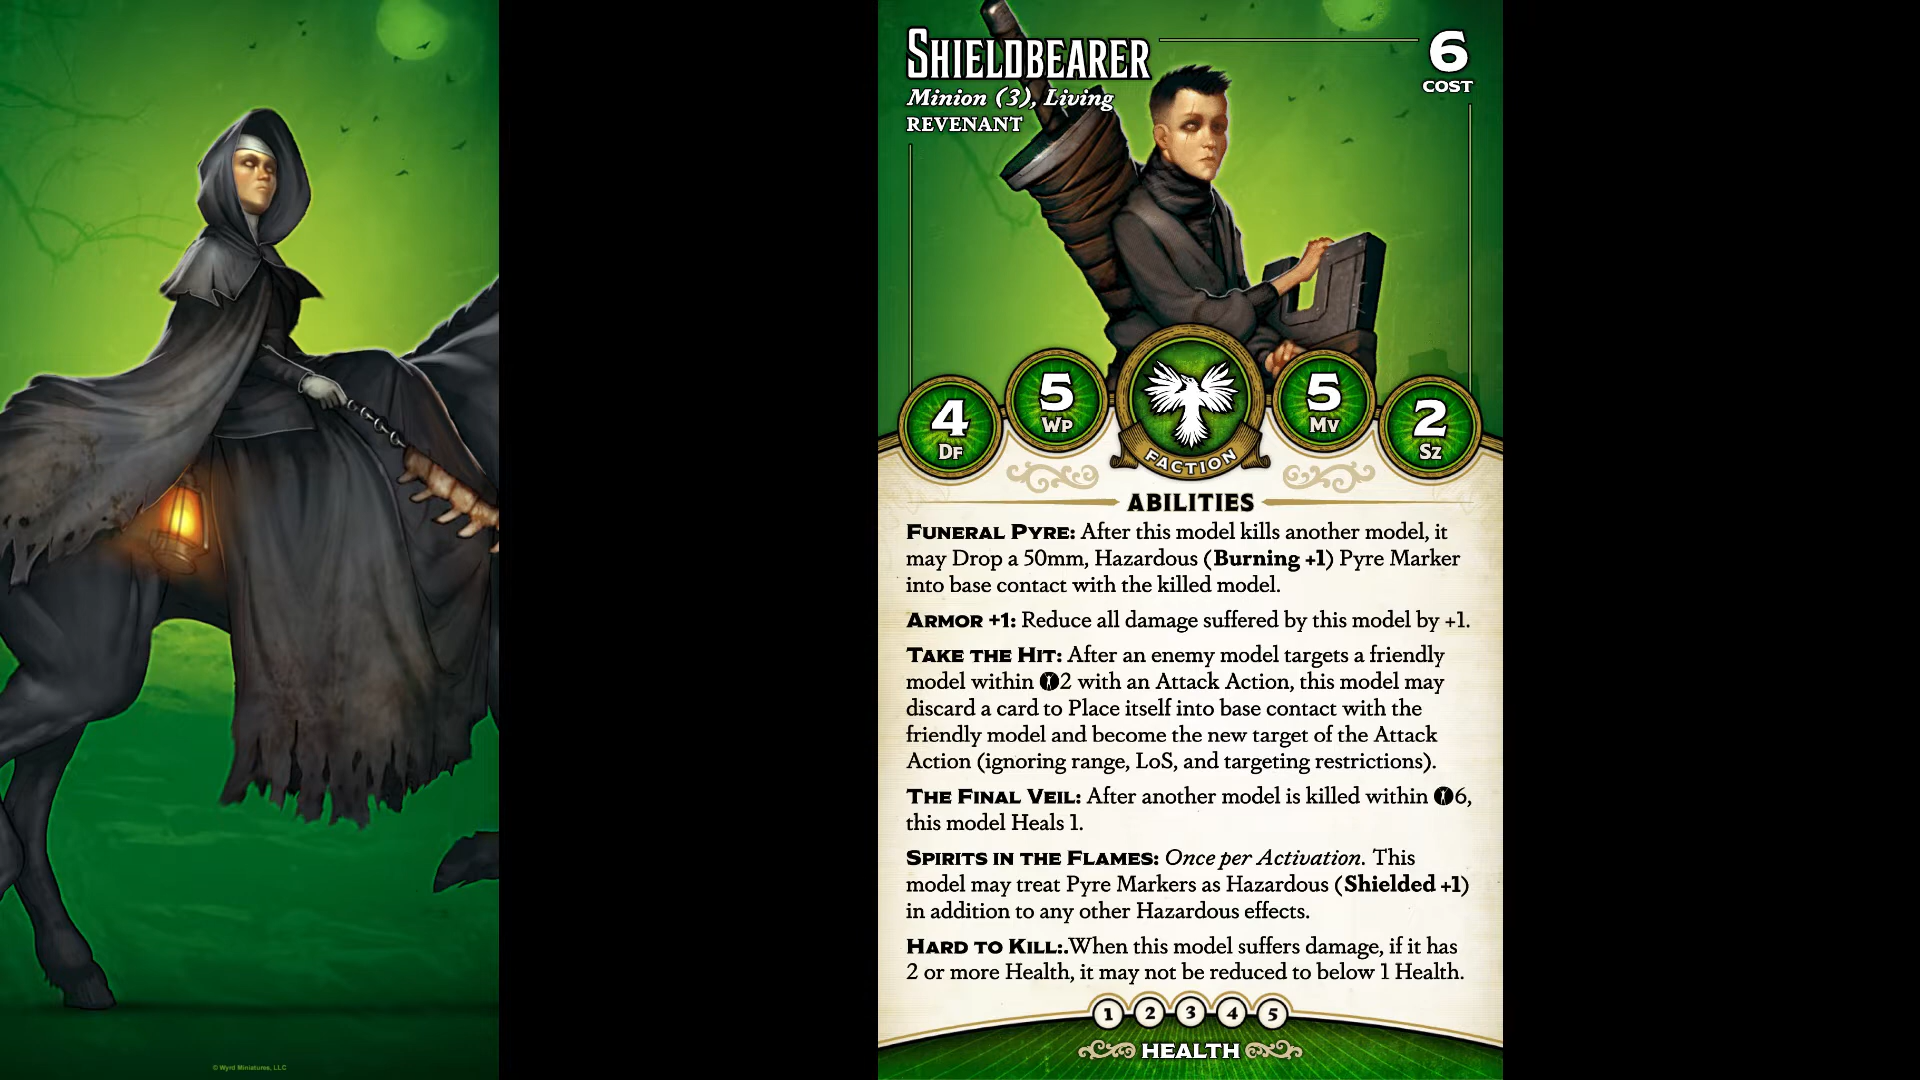 © Wyrd Miniatures, LLC
SHIELDBEARER
Minion (3), Living
REVENANT
6
COST
4
DF
5
WP
FACTION
5
MV
2
SZ
ABILITIES
FUNERAL PYRE: After this model kills another model, it
may Drop a 50mm, Hazardous (Burning +1) Pyre Marker
into base contact with the killed model.
ARMOR +1: Reduce all damage suffered by this model by +1.
TAKE THE HIT: After an enemy model targets a friendly
model within 2 with an Attack Action, this model may
discard a card to Place itself into base contact with the
friendly model and become the new target of the Attack
Action (ignoring range, LoS, and targeting restrictions).
THE FINAL VEIL: After another model is killed within 6,
this model Heals 1.
SPIRITS IN THE FLAMES: Once per Activation. This
model may treat Pyre Markers as Hazardous (Shielded +1)
in addition to any other Hazardous effects.
HARD TO KILL:.When this model suffers damage, if it has
2 or more Health, it may not be reduced to below 1 Health.
1 2 3 4 5
HEALTH